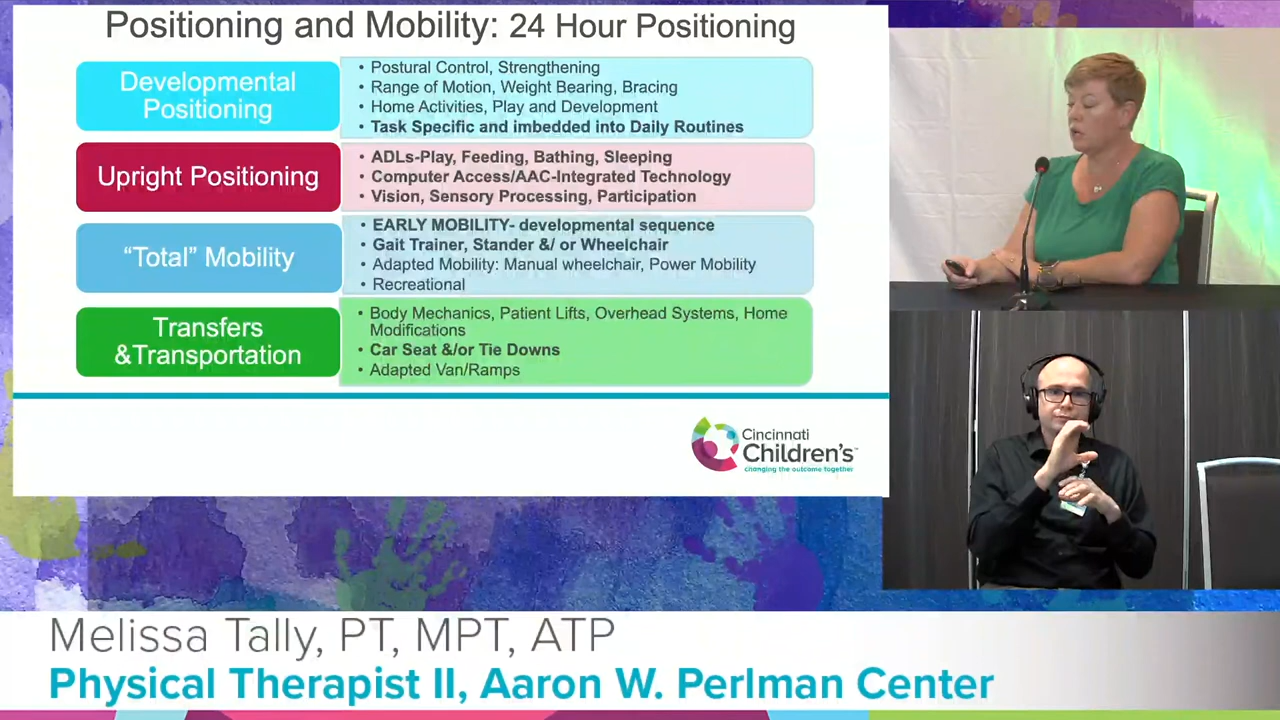 Positioning and Mobility: 24 Hour Positioning
Developmental
Positioning
• Postural Control, Strengthening
• Range of Motion, Weight Bearing, Bracing
• Home Activities, Play and Development
• Task Specific and imbedded into Daily Routines
Upright Positioning
• ADLs-Play, Feeding, Bathing, Sleeping
• Computer Access/AAC-Integrated Technology
• Vision, Sensory Processing, Participation
“Total” Mobility
• EARLY MOBILITY- developmental sequence
• Gait Trainer, Stander &/ or Wheelchair
• Adapted Mobility: Manual wheelchair, Power Mobility
• Recreational
Transfers
&Transportation
• Body Mechanics, Patient Lifts, Overhead Systems, Home
Modifications
• Car Seat &/or Tie Downs
• Adapted Van/Ramps
Cincinnati
Children’s™
changing the outcome together
Melissa Tally, PT, MPT, ATP
Physical Therapist II, Aaron W. Perlman Center